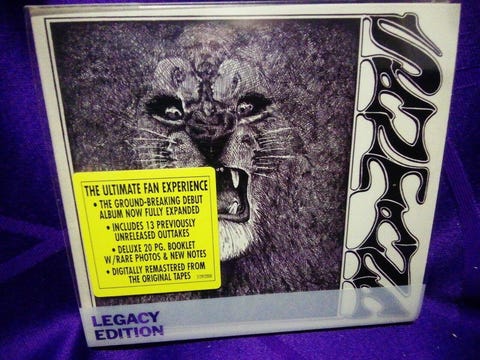 SANTANA
THE ULTIMATE FAN EXPERIENCE
• THE GROUND-BREAKING DEBUT
ALBUM NOW FULLY EXPANDED
• INCLUDES 13 PREVIOUSLY
UNRELEASED OUTTAKES
• DELUXE 20 PG. BOOKLET
W/RARE PHOTOS & NEW NOTES
• DIGITALLY REMASTERED FROM
THE ORIGINAL TAPES
LEGACY
EDITION